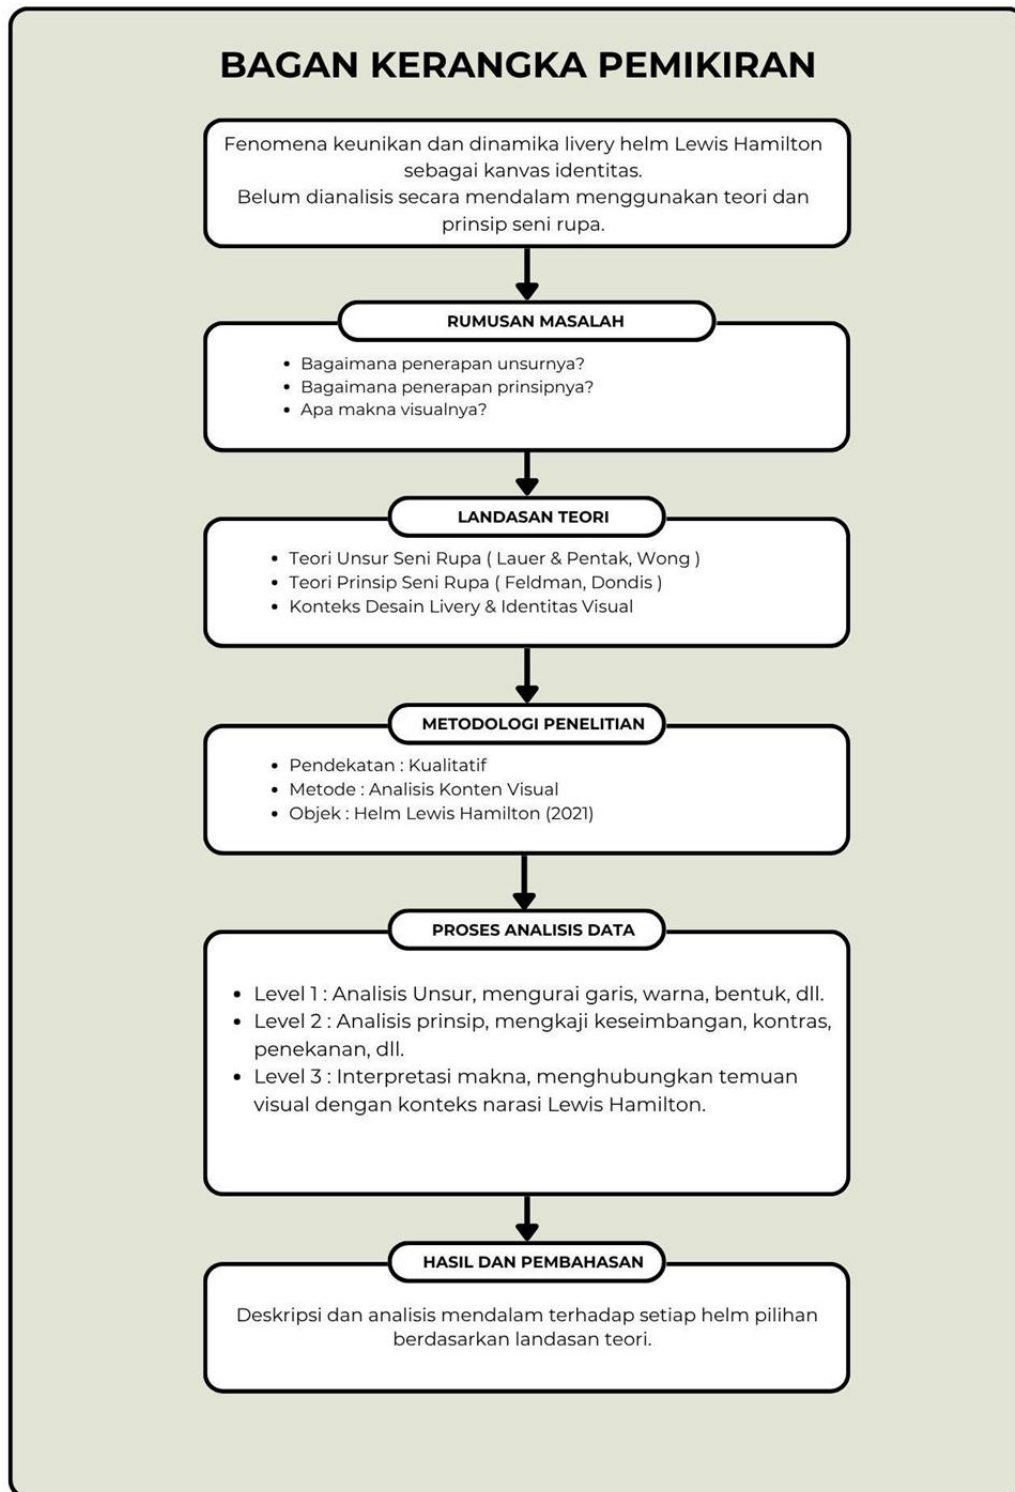 BAGAN KERANGKA PEMIKIRAN
Fenomena keunikan dan dinamika livery helm Lewis Hamilton
sebagai kanvas identitas.
Belum dianalisis secara mendalam menggunakan teori dan
prinsip seni rupa.
RUMUSAN MASALAH
• Bagaimana penerapan unsurnya?
• Bagaimana penerapan prinsipnya?
• Apa makna visualnya?
LANDASAN TEORI
• Teori Unsur Seni Rupa ( Lauer & Pentak, Wong )
• Teori Prinsip Seni Rupa ( Feldman, Dondis )
• Konteks Desain Livery & Identitas Visual
METODOLOGI PENELITIAN
• Pendekatan : Kualitatif
• Metode : Analisis Konten Visual
• Objek : Helm Lewis Hamilton (2021)
PROSES ANALISIS DATA
• Level 1 : Analisis Unsur, mengurai garis, warna, bentuk, dll.
• Level 2 : Analisis prinsip, mengkaji keseimbangan, kontras,
penekanan, dll.
• Level 3 : Interpretasi makna, menghubungkan temuan
visual dengan konteks narasi Lewis Hamilton.
HASIL DAN PEMBAHASAN
Deskripsi dan analisis mendalam terhadap setiap helm pilihan
berdasarkan landasan teori.